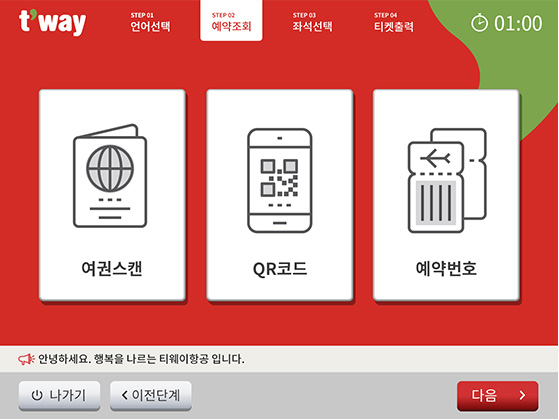 t'way
STEP 01
언어선택
STEP 02
예약조회
STEP 03
좌석선택
STEP 04
티켓출력
01:00
여권스캔
QR코드
예약번호
안녕하세요. 행복을 나르는 티웨이항공 입니다.
나가기
이전단계
다음